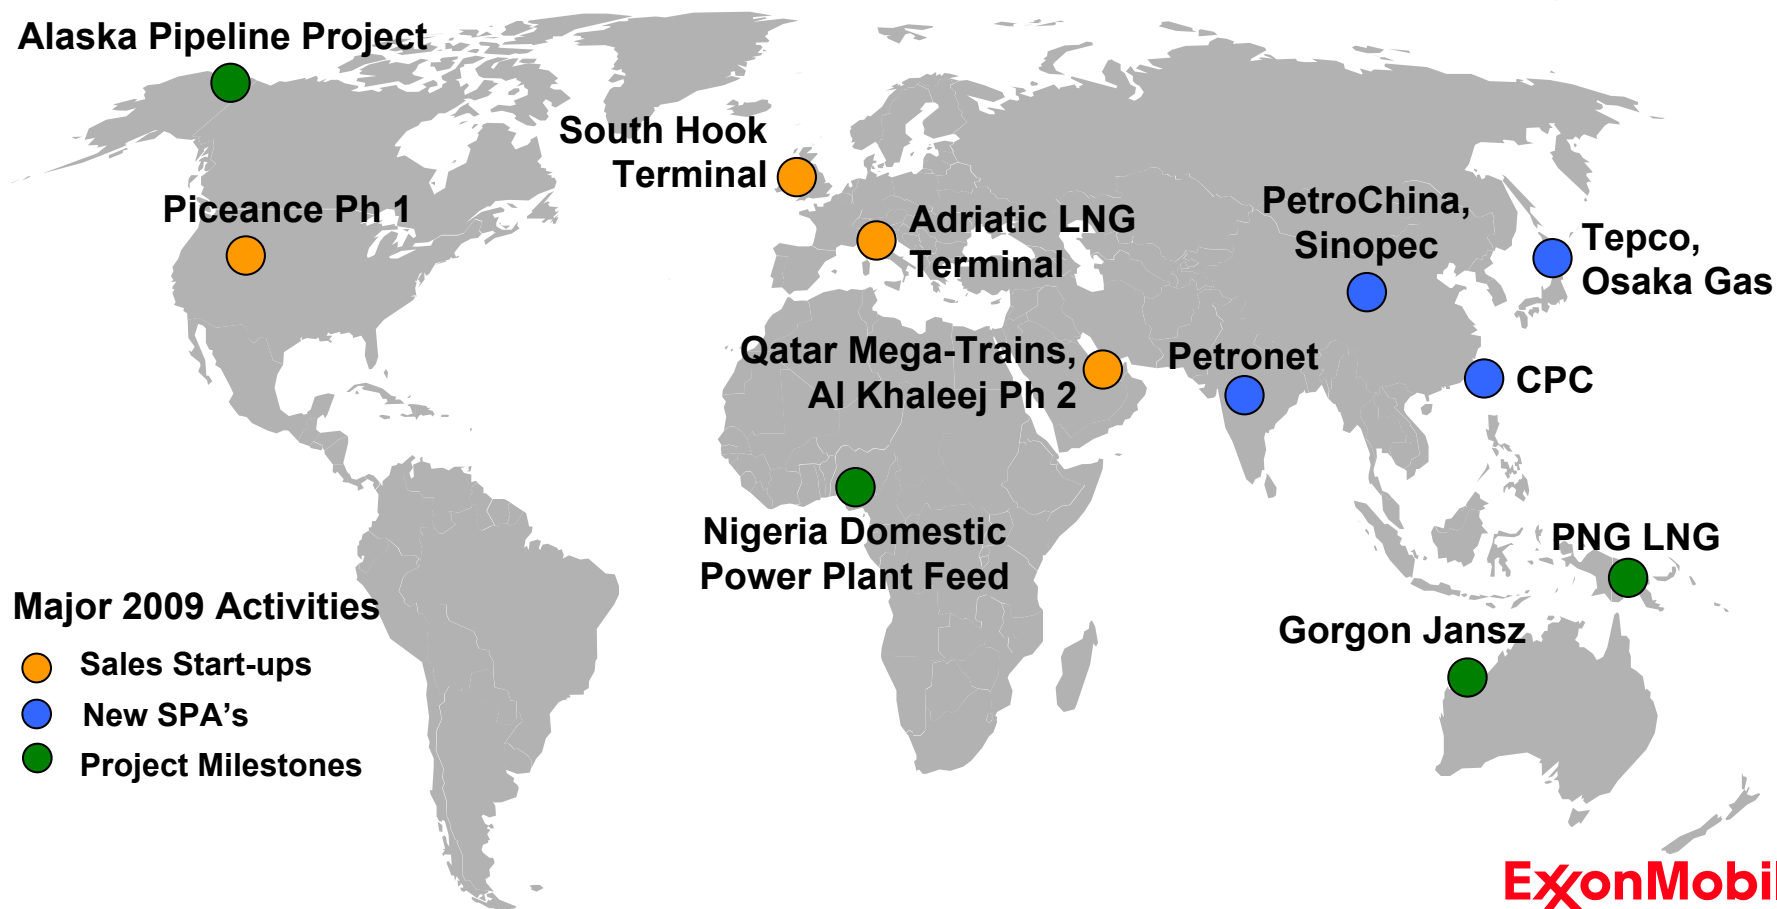 Alaska Pipeline Project
South Hook
Terminal
Piceance Ph 1
Adriatic LNG
Terminal
PetroChina,
Sinopec
Tepco,
Osaka Gas
Qatar Mega-Trains,
Al Khaleej Ph 2
Petronet
CPC
Nigeria Domestic
Power Plant Feed
PNG LNG
Gorgon Jansz
Major 2009 Activities
Sales Start-ups
New SPA’s
Project Milestones
ExxonMobil